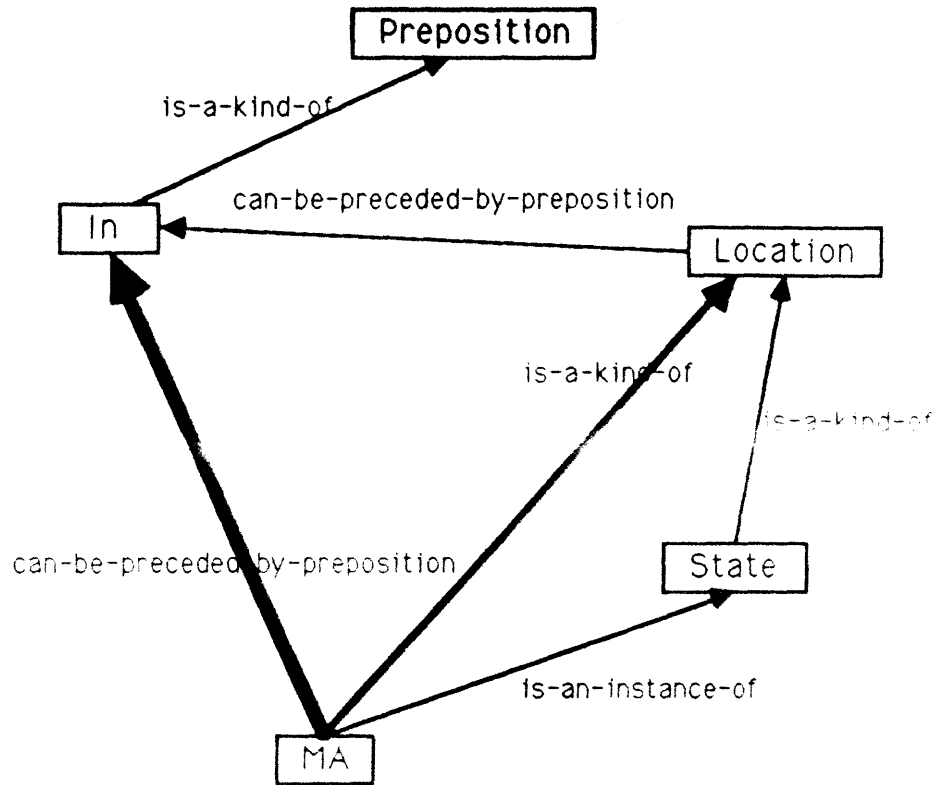 Preposition
is-a-kind-of
can-be-preceded-by-preposition
In
Location
is-a-kind-of
is-a-kind-of
can-be-preceded-by-preposition
State
is-an-instance-of
MA